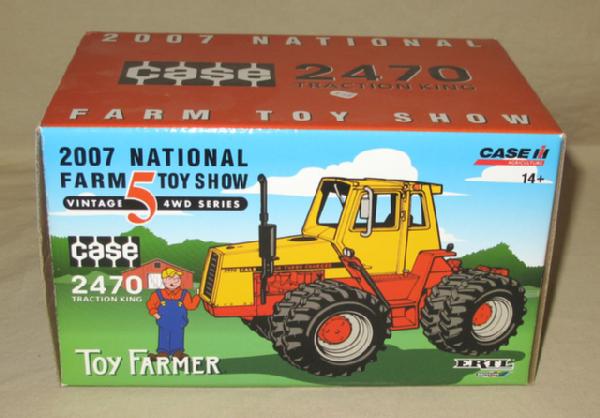 2007 NATIONAL
CASE 2470
TRACTION KING
FARM TOY SHOW
2007 NATIONAL
FARM 5 TOY SHOW
VINTAGE 4WD SERIES
CASE IH
AGRICULTURE
14+
CASE
2470
TRACTION KING
TOY FARMER
ERTL